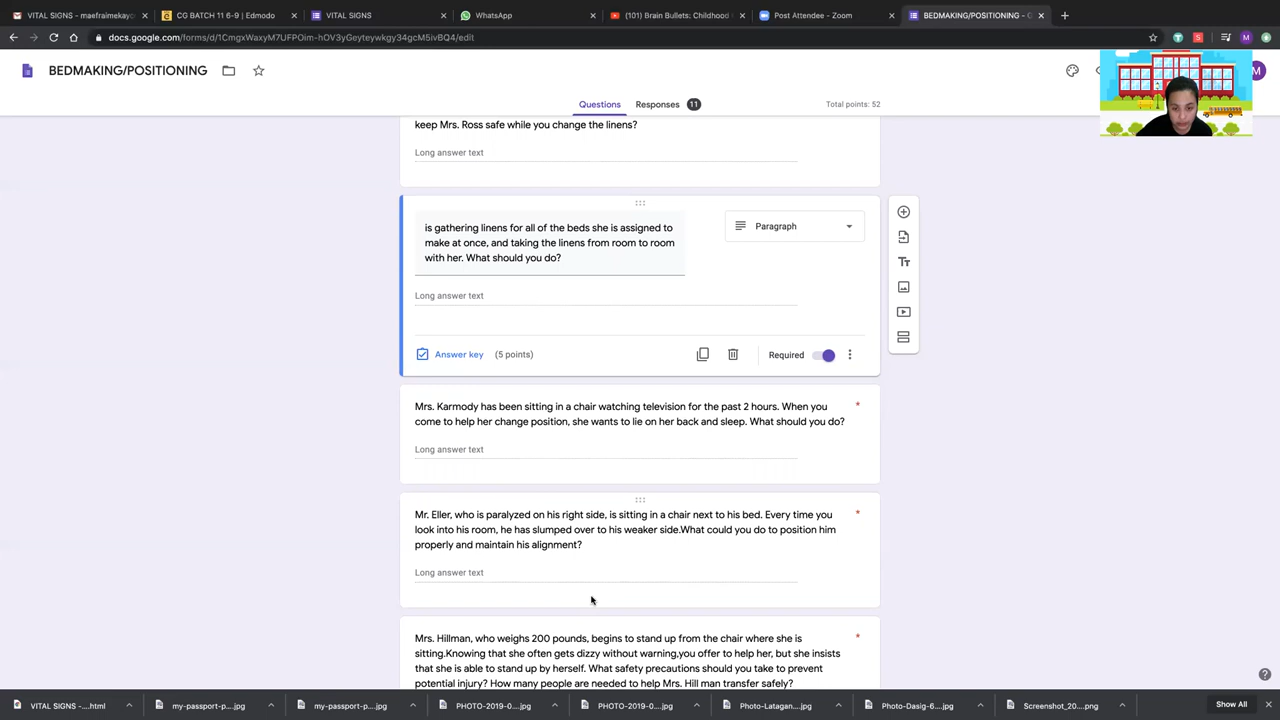 VITAL SIGNS - maefraimekayo
CG BATCH 11 6-9 | Edmodo
VITAL SIGNS
WhatsApp
(101) Brain Bullets: Childhood
Post Attendee - Zoom
BEDMAKING/POSITIONING - G
docs.google.com/forms/d/1CmgxWaxyM7UFPOim-hOV3yGeyteywkgy34gcM5ivBQ4/edit
BEDMAKING/POSITIONING
Questions
Responses 11
Total points: 52
keep Mrs. Ross safe while you change the linens?
Long answer text
is gathering linens for all of the beds she is assigned to
make at once, and taking the linens from room to room
with her. What should you do?
Paragraph
Long answer text
Answer key (5 points)
Required
Mrs. Karmody has been sitting in a chair watching television for the past 2 hours. When you *
come to help her change position, she wants to lie on her back and sleep. What should you do?
Long answer text
Mr. Eller, who is paralyzed on his right side, is sitting in a chair next to his bed. Every time you *
look into his room, he has slumped over to his weaker side.What could you do to position him
properly and maintain his alignment?
Long answer text
Mrs. Hillman, who weighs 200 pounds, begins to stand up from the chair where she is *
sitting.Knowing that she often gets dizzy without warning,you offer to help her, but she insists
that she is able to stand up by herself. What safety precautions should you take to prevent
potential injury? How many people are needed to help Mrs. Hill man transfer safely?
VITAL SIGNS -....html
my-passport-p....jpg
my-passport-p....jpg
PHOTO-2019-0....jpg
PHOTO-2019-0....jpg
Photo-Latagan....jpg
Photo-Dasig-6....jpg
Screenshot_20....png
Show All